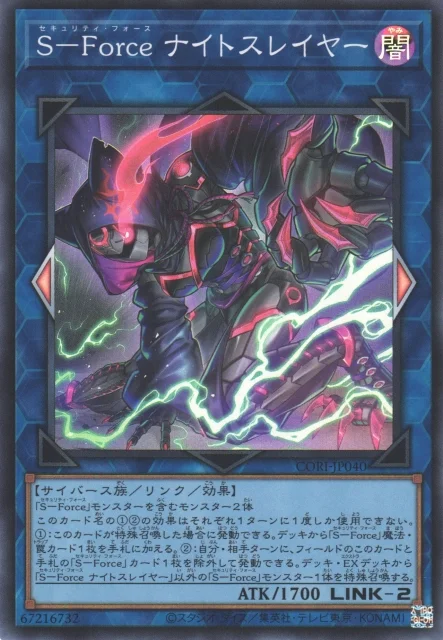 セキュリティ・フォース
S－Force ナイトスレイヤー
やみ
闇
CORI-JP040
【サイバース族／リンク／効果】
「S－Force」モンスターを含むモンスター２体
このカード名の①②の効果はそれぞれ１ターンに１度しか使用できない。
①：このカードが特殊召喚した場合に発動できる。デッキから「S－Force」魔法・
罠カード１枚を手札に加える。②：自分・相手ターンに、フィールドのこのカードと
手札の「S－Force」カード１枚を除外して発動できる。デッキ・EXデッキから
「S－Force ナイトスレイヤー」以外の「S－Force」モンスター１体を特殊召喚する。
ATK/1700 LINK－2
67216732
©スタジオ・ダイス/集英社・テレビ東京・KONAMI